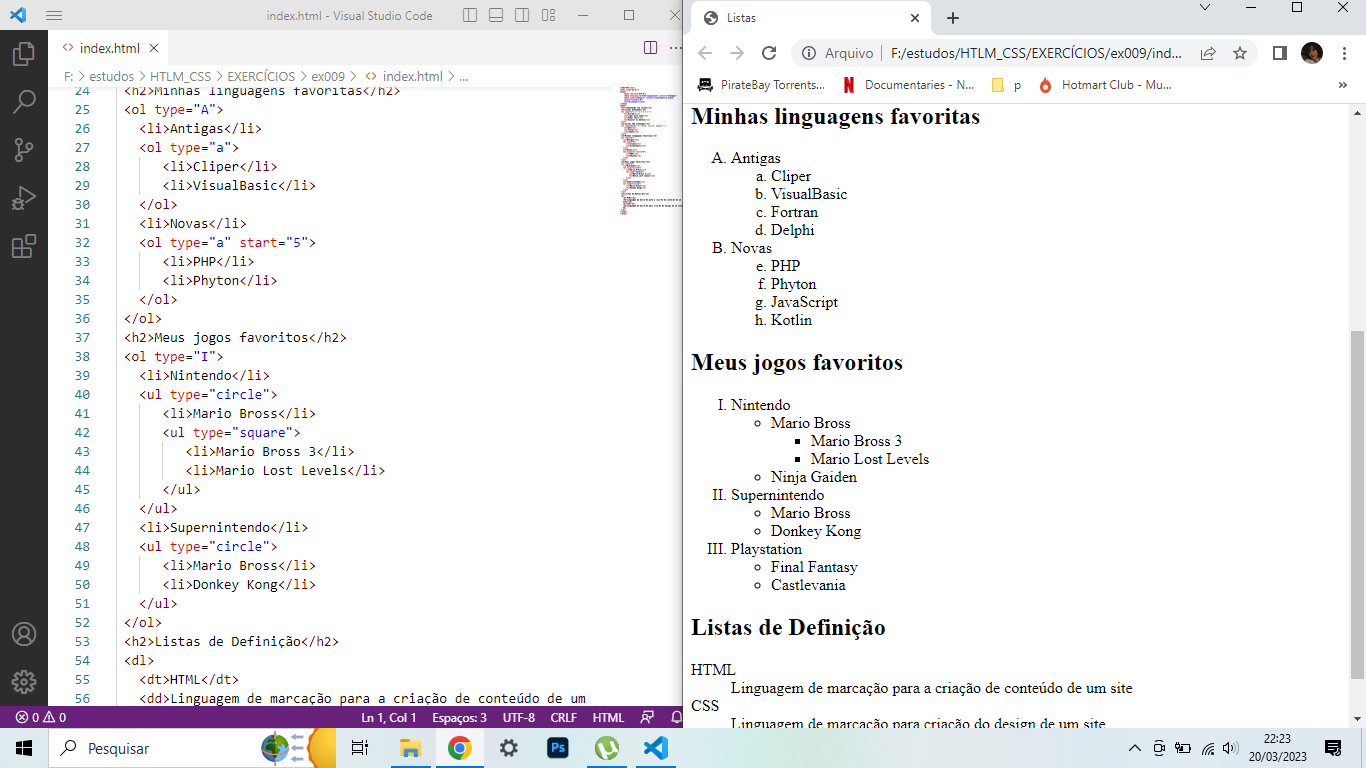 index.html - Visual Studio Code
index.html
F: > estudos > HTLM_CSS > EXERCÍCIOS > ex009 > <> index.html > ...
24 <h2>Minhas linguagens favoritas</h2>
25 <ol type="A">
26 <li>Antigas</li>
27 <ol type="a">
28 <li>Cliper</li>
29 <li>VisualBasic</li>
30 </ol>
31 <li>Novas</li>
32 <ol type="a" start="5">
33 <li>PHP</li>
34 <li>Phyton</li>
35 </ol>
36 </ol>
37 <h2>Meus jogos favoritos</h2>
38 <ol type="I">
39 <li>Nintendo</li>
40 <ul type="circle">
41 <li>Mario Bross</li>
42 <ul type="square">
43 <li>Mario Bross 3</li>
44 <li>Mario Lost Levels</li>
45 </ul>
46 </ul>
47 <li>Supernintendo</li>
48 <ul type="circle">
49 <li>Mario Bross</li>
50 <li>Donkey Kong</li>
51 </ul>
52 </ol>
53 <h2>Listas de Definição</h2>
54 <dl>
55 <dt>HTML</dt>
56 <dd>Linguagem de marcação para a criação de conteúdo de um
0 0
Ln 1, Col 1 Espaços: 3 UTF-8 CRLF HTML
Listas
Arquivo | F:/estudos/HTLM_CSS/EXERCÍCIOS/ex009/ind...
PirateBay Torrents... Documentaries - N... p Hotmart Club - Mu... »
Minhas linguagens favoritas
A. Antigas
a. Cliper
b. VisualBasic
c. Fortran
d. Delphi
B. Novas
e. PHP
f. Phyton
g. JavaScript
h. Kotlin
Meus jogos favoritos
I. Nintendo
Mario Bross
Mario Bross 3
Mario Lost Levels
Ninja Gaiden
II. Supernintendo
Mario Bross
Donkey Kong
III. Playstation
Final Fantasy
Castlevania
Listas de Definição
HTML
Linguagem de marcação para a criação de conteúdo de um site
CSS
Linguagem de marcação para criação do design de um site
Pesquisar
Ps
22:23
20/03/2023